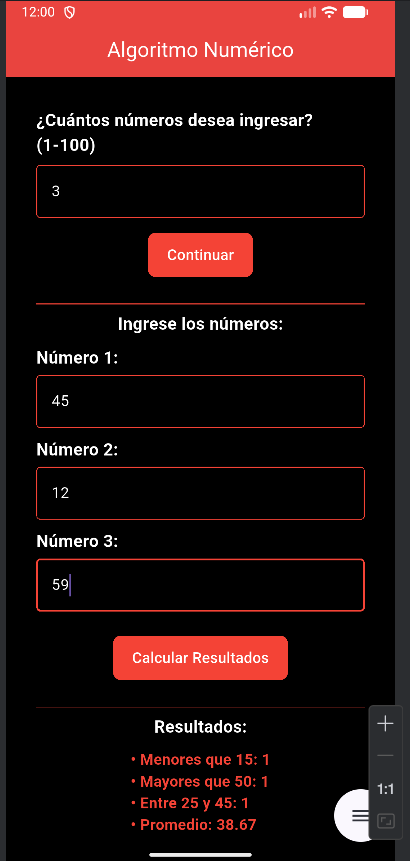 12:00
Algoritmo Numérico
¿Cuántos números desea ingresar?
(1-100)
3
Continuar
Ingrese los números:
Número 1:
45
Número 2:
12
Número 3:
59
Calcular Resultados
Resultados:
• Menores que 15: 1
• Mayores que 50: 1
• Entre 25 y 45: 1
• Promedio: 38.67
1:1